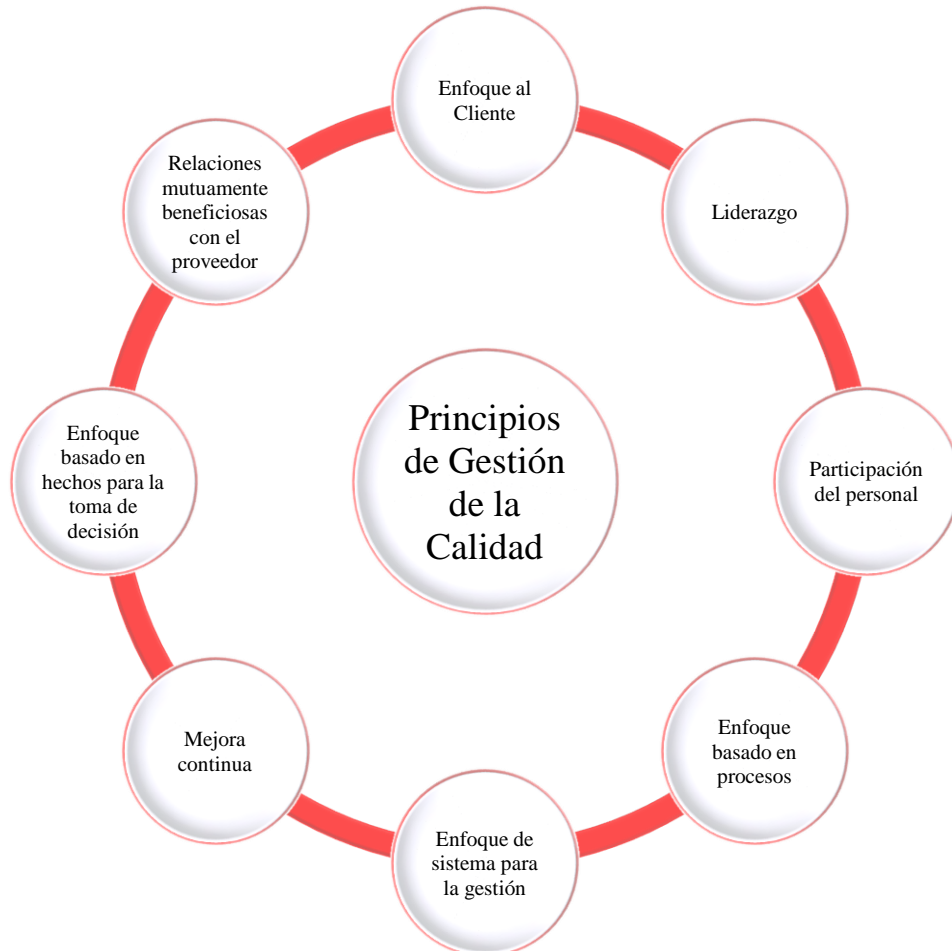 Enfoque al
Cliente
Liderazgo
Participación
del personal
Enfoque
basado en
procesos
Enfoque de
sistema para
la gestión
Mejora
continua
Enfoque
basado en
hechos para la
toma de
decisión
Relaciones
mutuamente
beneficiosas
con el
proveedor
Principios
de Gestión
de la
Calidad